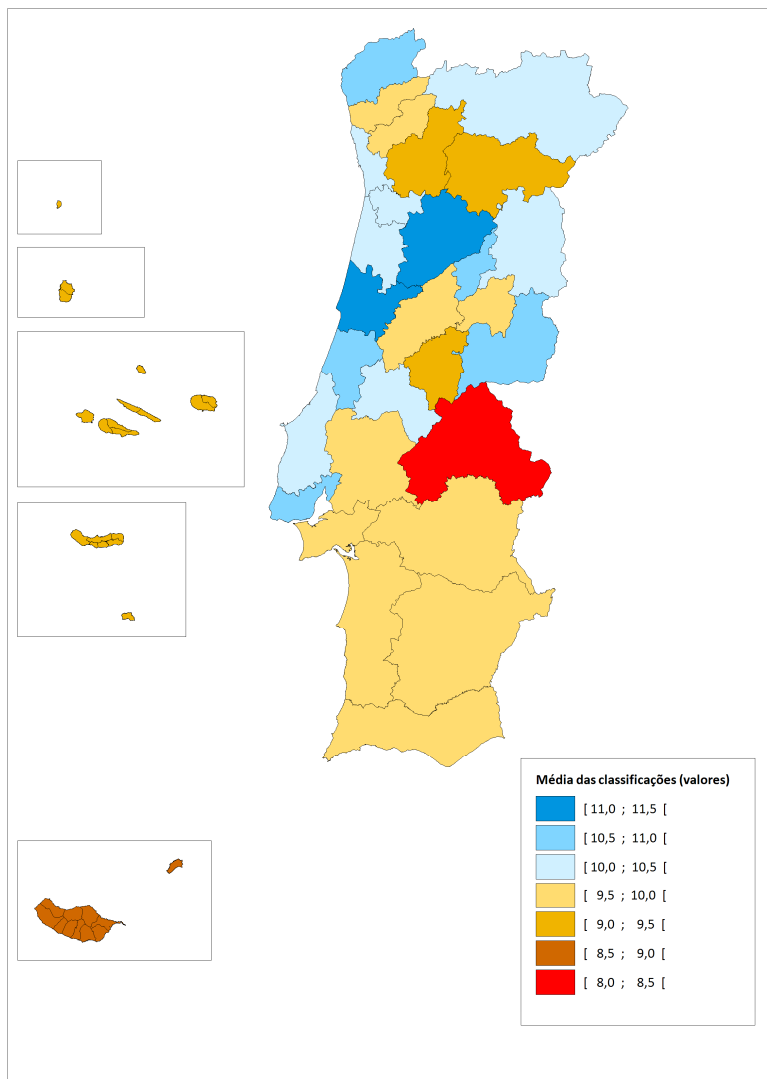 Média das classificações (valores)
[ 11,0 ; 11,5 [
[ 10,5 ; 11,0 [
[ 10,0 ; 10,5 [
[ 9,5 ; 10,0 [
[ 9,0 ; 9,5 [
[ 8,5 ; 9,0 [
[ 8,0 ; 8,5 [